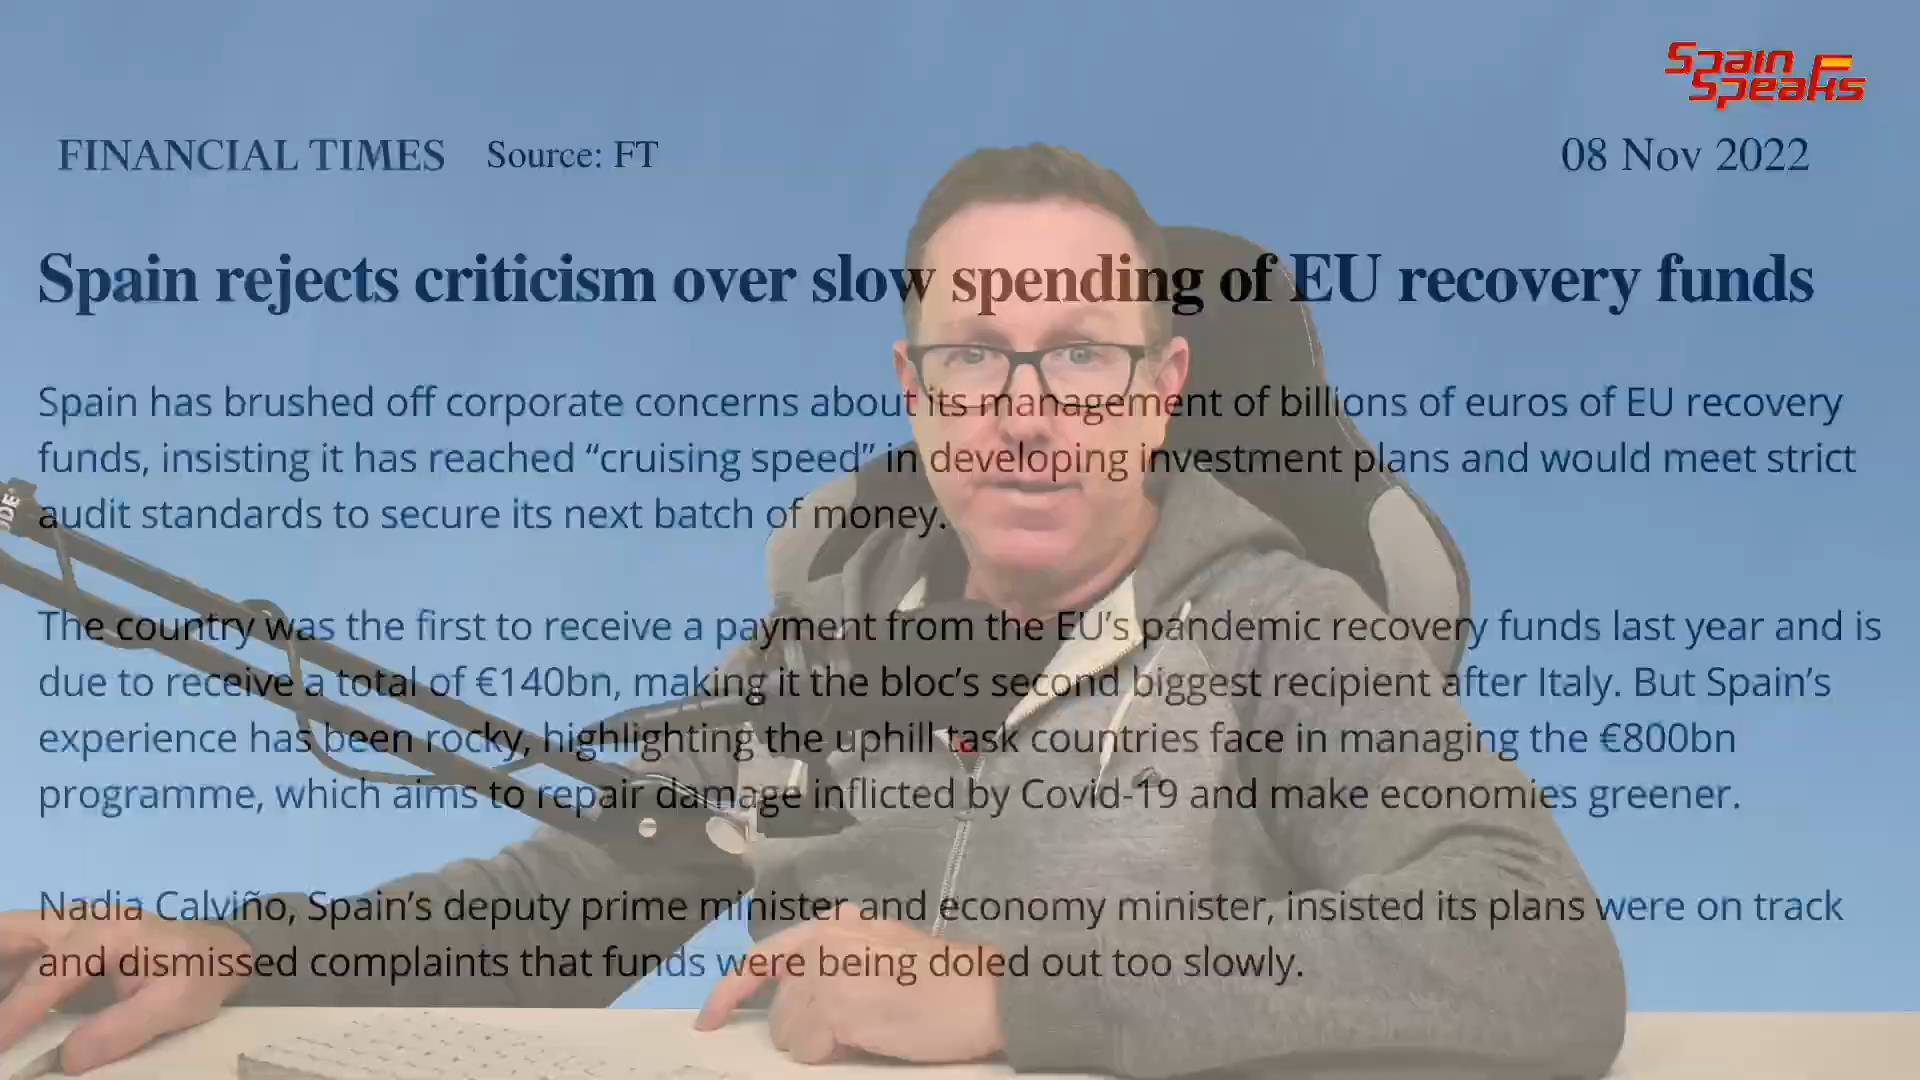 Spain
Speaks
FINANCIAL TIMES Source: FT 08 Nov 2022
Spain rejects criticism over slow spending of EU recovery funds
Spain has brushed off corporate concerns about its management of billions of euros of EU recovery
funds, insisting it has reached “cruising speed” in developing investment plans and would meet strict
audit standards to secure its next batch of money.
The country was the first to receive a payment from the EU’s pandemic recovery funds last year and is
due to receive a total of €140bn, making it the bloc’s second biggest recipient after Italy. But Spain’s
experience has been rocky, highlighting the uphill task countries face in managing the €800bn
programme, which aims to repair damage inflicted by Covid-19 and make economies greener.
Nadia Calviño, Spain’s deputy prime minister and economy minister, insisted its plans were on track
and dismissed complaints that funds were being doled out too slowly.